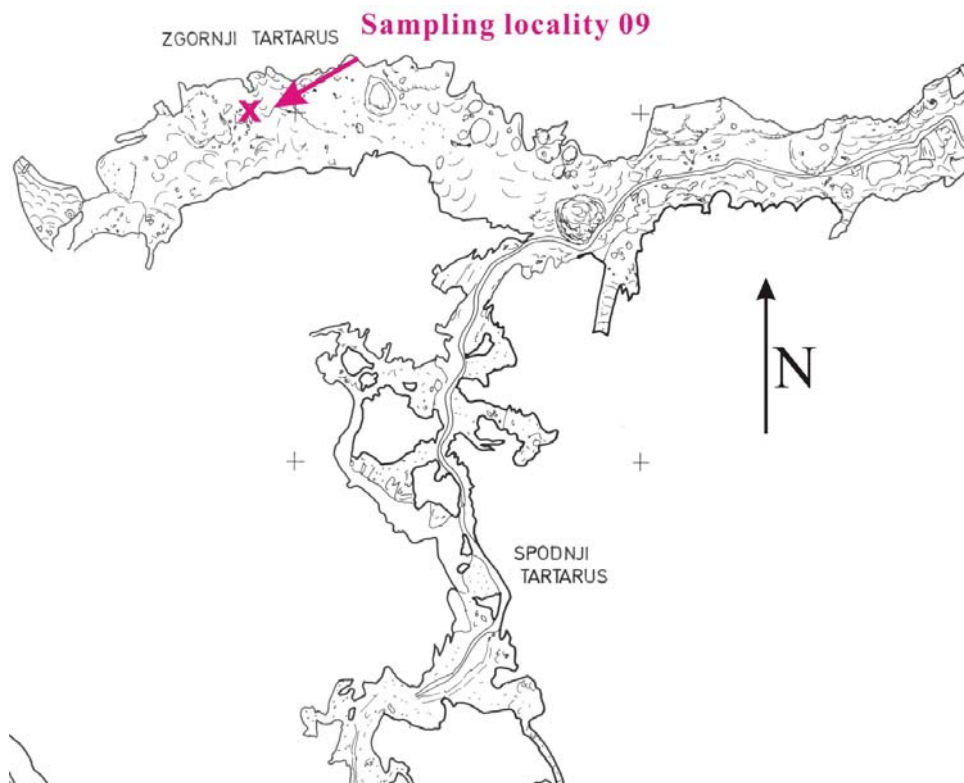 Sampling locality 09
ZGORNJI TARTARUS
X
N
SPODNJI
TARTARUS